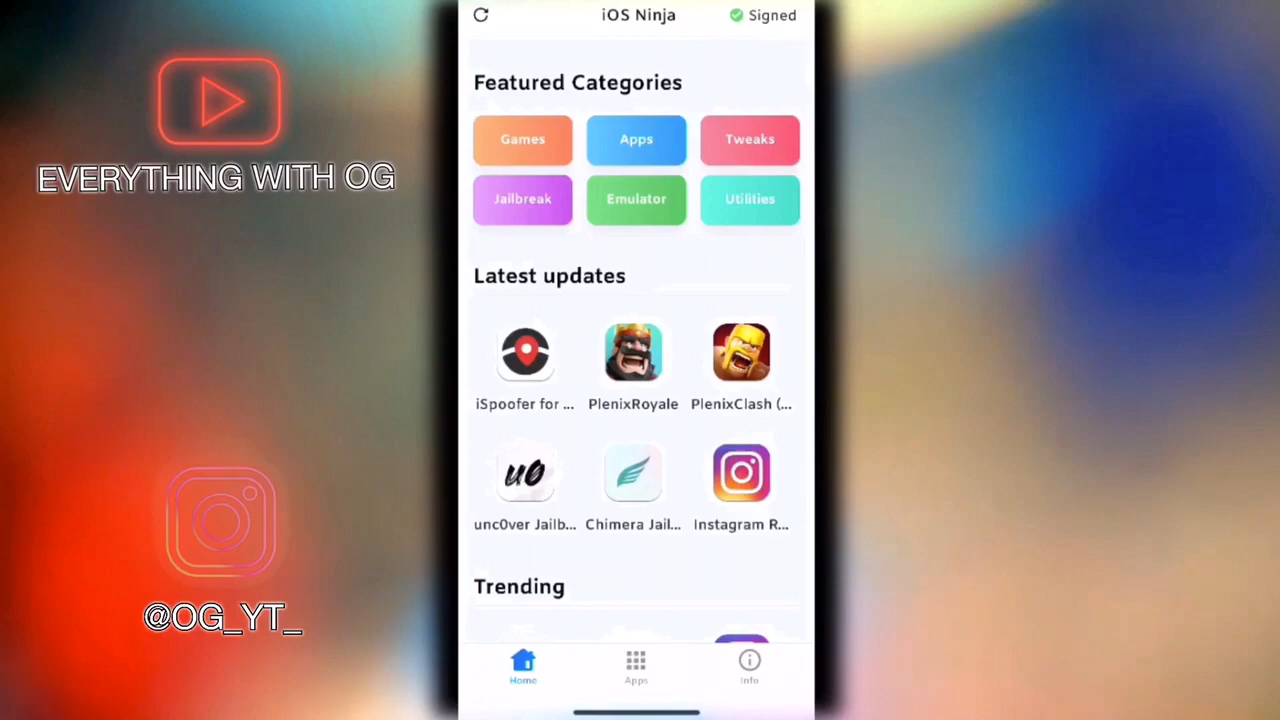 iOS Ninja
Signed
EVERYTHING WITH OG
Featured Categories
Games Apps Tweaks
Jailbreak Emulator Utilities
Latest updates
iSpoofer for ... PlenixRoyale PlenixClash (...
u0
unc0ver Jailb... Chimera Jail... Instagram R...
Trending
@OG_YT_
Home Apps Info